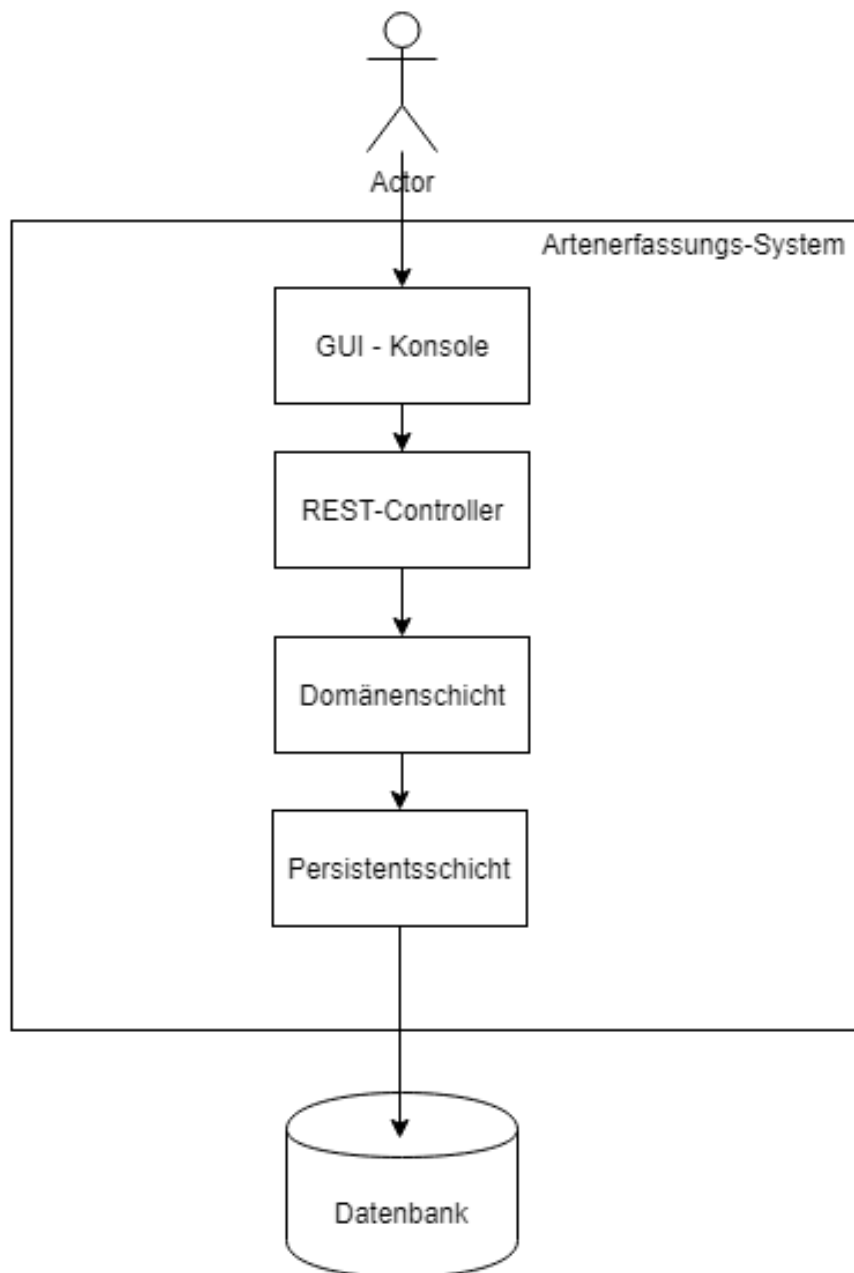 Actor
Artenerfassungs-System
GUI - Konsole
REST-Controller
Domänenschicht
Persistentsschicht
Datenbank